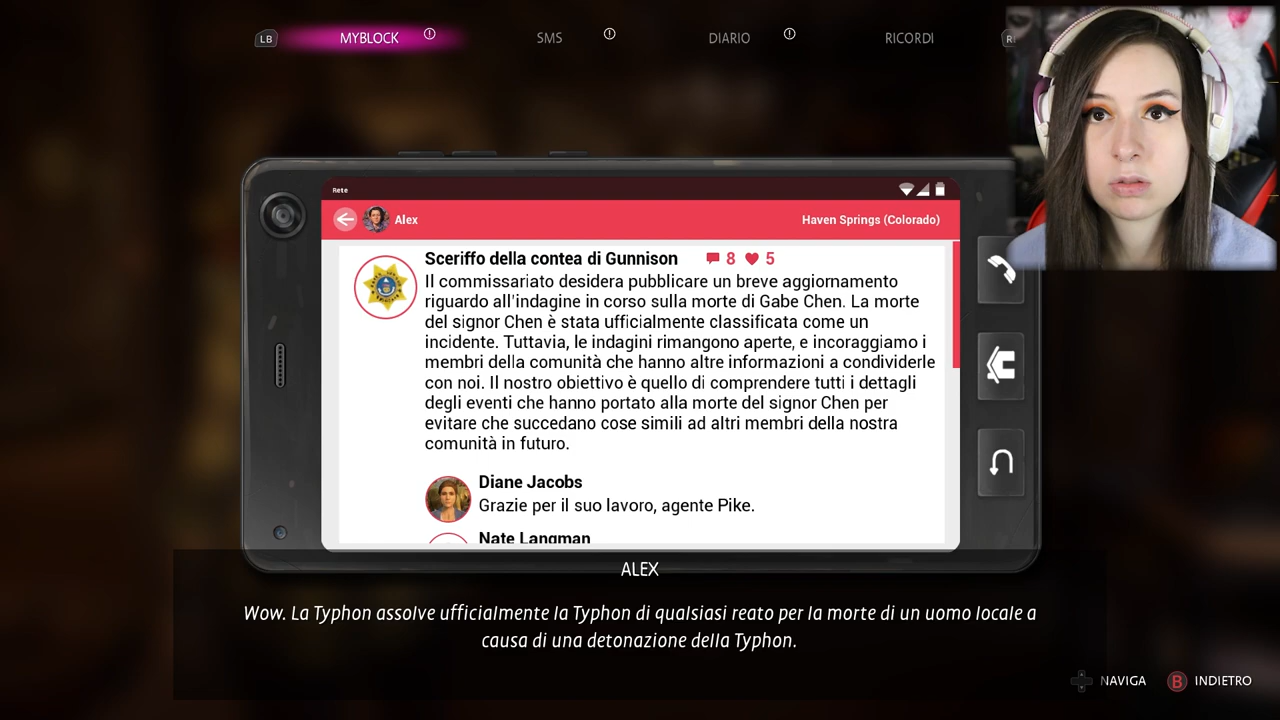 LB MYBLOCK SMS DIARIO RICORDI
Rete
Alex Haven Springs (Colorado)
Sceriffo della contea di Gunnison 8 5
Il commissariato desidera pubblicare un breve aggiornamento
riguardo all'indagine in corso sulla morte di Gabe Chen. La morte
del signor Chen è stata ufficialmente classificata come un
incidente. Tuttavia, le indagini rimangono aperte, e incoraggiamo i
membri della comunità che hanno altre informazioni a condividerle
con noi. Il nostro obiettivo è quello di comprendere tutti i dettagli
degli eventi che hanno portato alla morte del signor Chen per
evitare che succedano cose simili ad altri membri della nostra
comunità in futuro.
Diane Jacobs
Grazie per il suo lavoro, agente Pike.
Nate Langman
ALEX
Wow. La Typhon assolve ufficialmente la Typhon di qualsiasi reato per la morte di un uomo locale a
causa di una detonazione della Typhon.
NAVIGA B INDIETRO